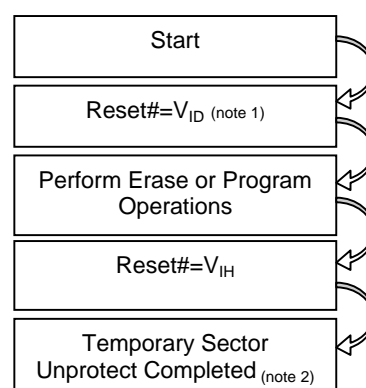 Start
Reset#=VID (note 1)
Perform Erase or Program
Operations
Reset#=VIH
Temporary Sector
Unprotect Completed (note 2)